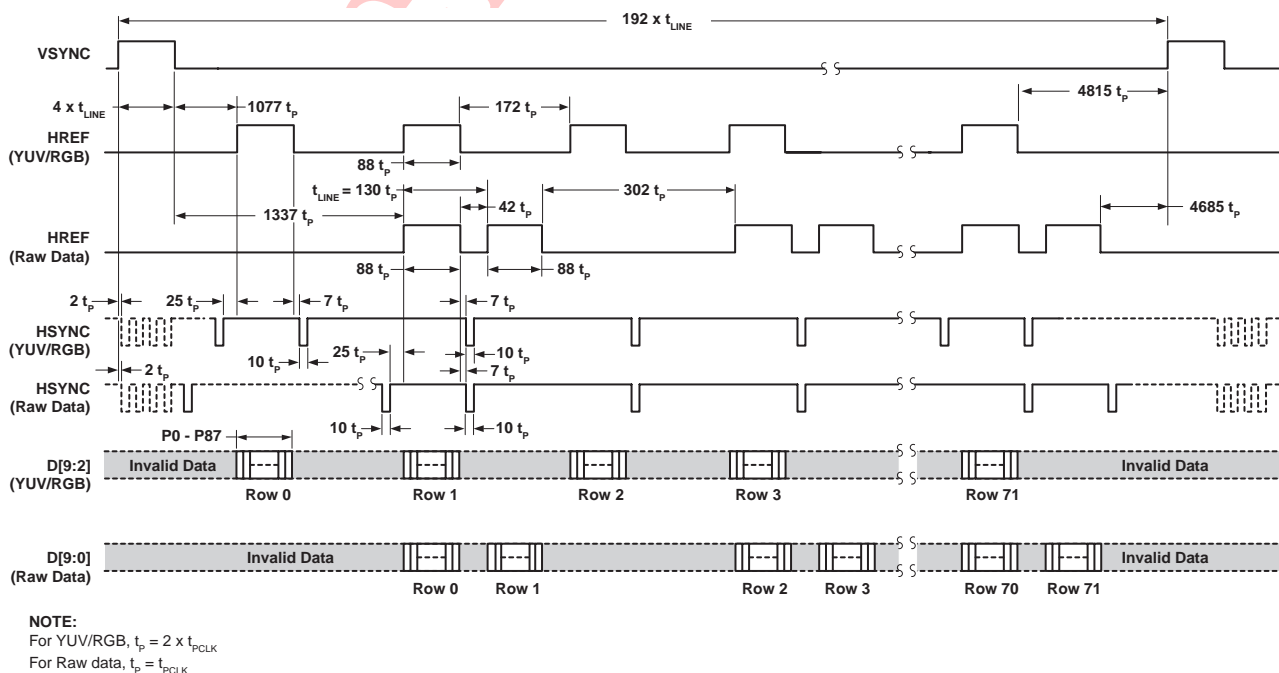 192 x tLINE
VSYNC
4 x tLINE
1077 tP
172 tP
4815 tP
HREF
(YUV/RGB)
88 tP
tLINE = 130 tP
1337 tP
42 tP
302 tP
4685 tP
HREF
(Raw Data)
88 tP
88 tP
2 tP
25 tP
7 tP
7 tP
HSYNC
(YUV/RGB)
10 tP
25 tP
10 tP
2 tP
7 tP
HSYNC
(Raw Data)
10 tP
10 tP
P0 - P87
D[9:2]
(YUV/RGB)
Invalid Data
Invalid Data
Row 0
Row 1
Row 2
Row 3
Row 71
D[9:0]
(Raw Data)
Invalid Data
Invalid Data
Row 0
Row 1
Row 2
Row 3
Row 70
Row 71
NOTE:
For YUV/RGB, tP = 2 x tPCLK
For Raw data, tP = tPCLK